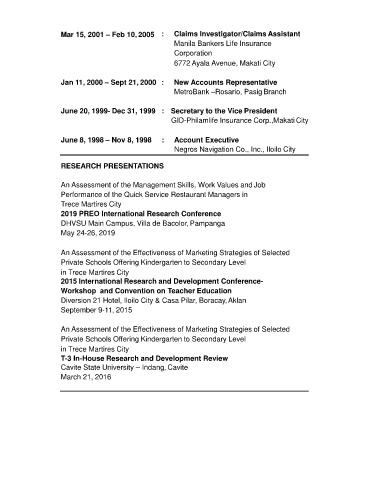 Mar 15, 2001 – Feb 10, 2005 : Claims Investigator/Claims Assistant
Manila Bankers Life Insurance
Corporation
6772 Ayala Avenue, Makati City
Jan 11, 2000 – Sept 21, 2000 : New Accounts Representative
MetroBank –Rosario, Pasig Branch
June 20, 1999- Dec 31, 1999 : Secretary to the Vice President
GID-Philamlife Insurance Corp.,Makati City
June 8, 1998 – Nov 8, 1998 : Account Executive
Negros Navigation Co., Inc., Iloilo City
RESEARCH PRESENTATIONS
An Assessment of the Management Skills, Work Values and Job
Performance of the Quick Service Restaurant Managers in
Trece Martires City
2019 PREO International Research Conference
DHVSU Main Campus, Villa de Bacolor, Pampanga
May 24-26, 2019
An Assessment of the Effectiveness of Marketing Strategies of Selected
Private Schools Offering Kindergarten to Secondary Level
in Trece Martires City
2015 International Research and Development Conference-
Workshop and Convention on Teacher Education
Diversion 21 Hotel, Iloilo City & Casa Pilar, Boracay, Aklan
September 9-11, 2015
An Assessment of the Effectiveness of Marketing Strategies of Selected
Private Schools Offering Kindergarten to Secondary Level
in Trece Martires City
T-3 In-House Research and Development Review
Cavite State University – Indang, Cavite
March 21, 2016